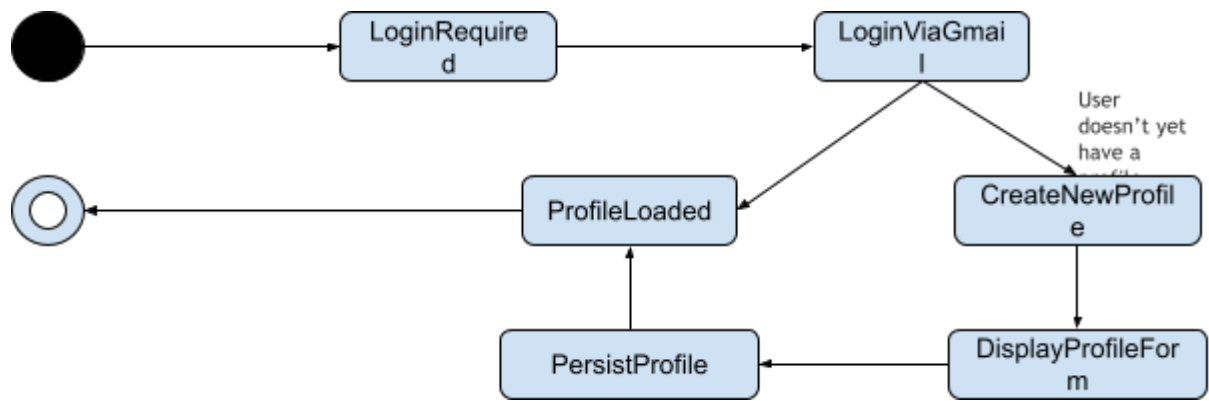 LoginRequire
d
LoginViaGmai
l
User
doesn't yet
have a
ProfileLoaded
CreateNewProfil
e
PersistProfile
DisplayProfileFor
m